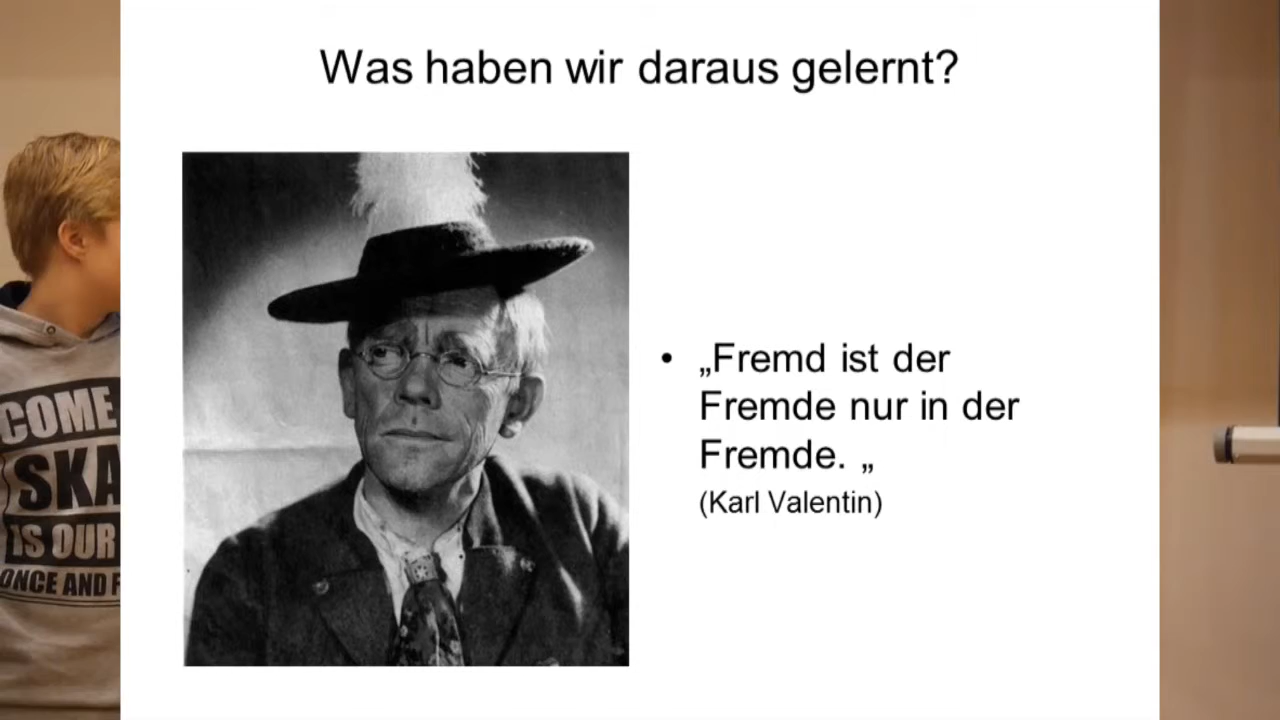 Was haben wir daraus gelernt?
• „Fremd ist der
Fremde nur in der
Fremde. „
(Karl Valentin)
COME
SKA
IS OUR
ONCE AND F